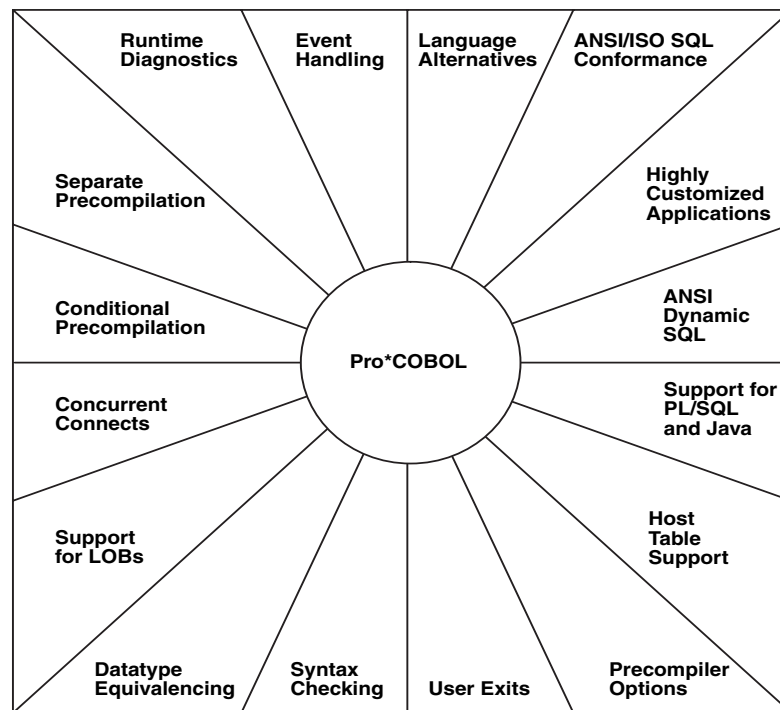 Runtime
Diagnostics
Event
Handling
Language
Alternatives
ANSI/ISO SQL
Conformance
Separate
Precompilation
Highly
Customized
Applications
Conditional
Precompilation
ANSI
Dynamic
SQL
Pro*COBOL
Concurrent
Connects
Support for
PL/SQL
and Java
Support
for LOBs
Host
Table
Support
Datatype
Equivalencing
Syntax
Checking
User Exits
Precompiler
Options